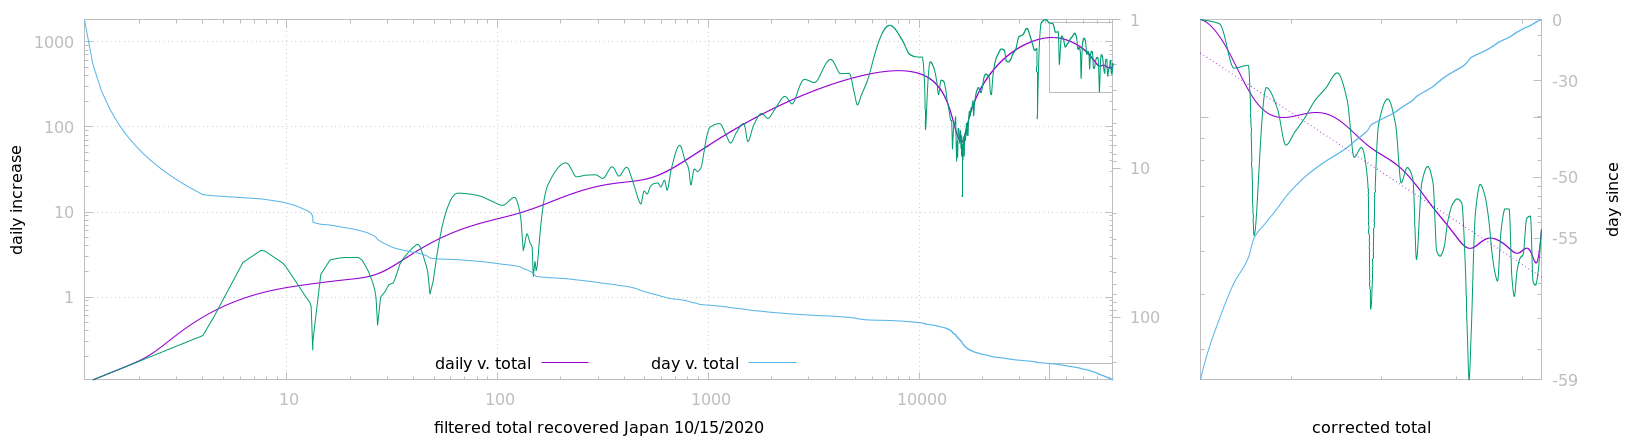 1000
100
10
1
daily increase
10
100
1000
10000
filtered total recovered Japan 10/15/2020
daily v. total
day v. total
1
10
100
0
-30
-50
-55
-59
day since
corrected total